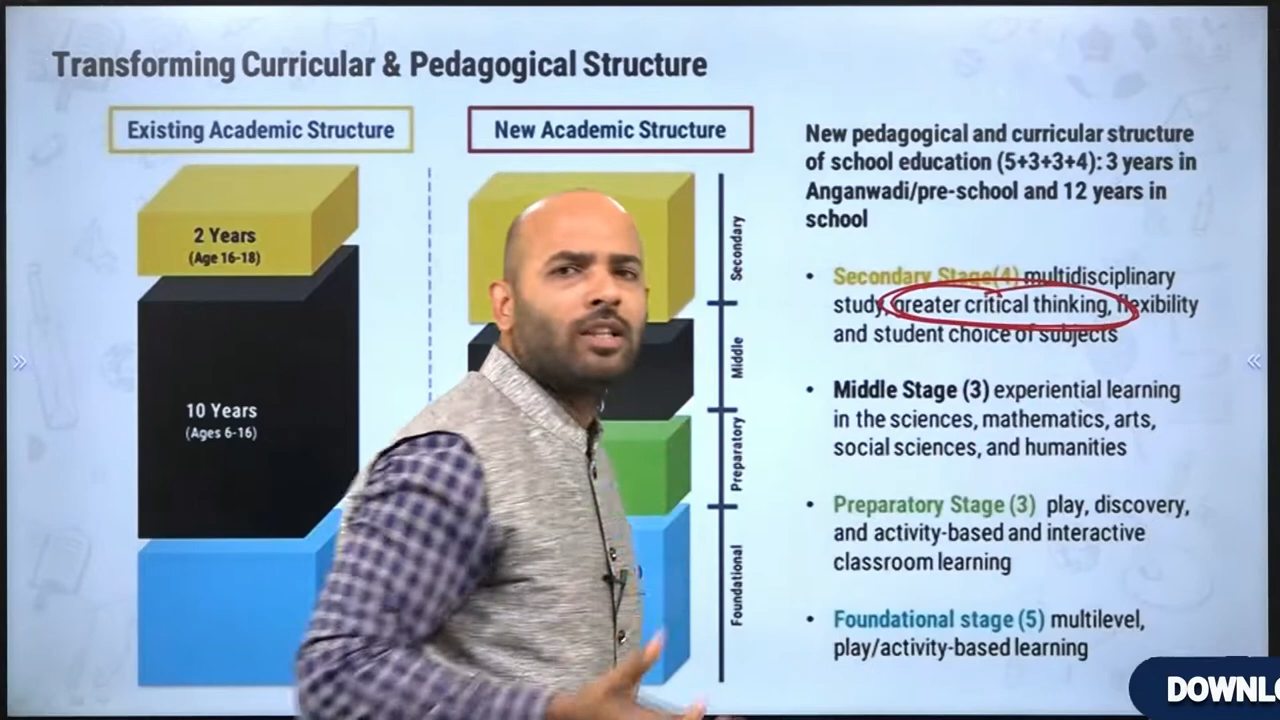 Transforming Curricular & Pedagogical Structure
Existing Academic Structure
2 Years
(Age 16-18)
10 Years
(Ages 6-16)
New Academic Structure
Secondary
Middle
Preparatory
Foundational
New pedagogical and curricular structure
of school education (5+3+3+4): 3 years in
Anganwadi/pre-school and 12 years in
school
• Secondary Stage(4) multidisciplinary
study, greater critical thinking, flexibility
and student choice of subjects
• Middle Stage (3) experiential learning
in the sciences, mathematics, arts,
social sciences, and humanities
• Preparatory Stage (3) play, discovery,
and activity-based and interactive
classroom learning
• Foundational stage (5) multilevel,
play/activity-based learning